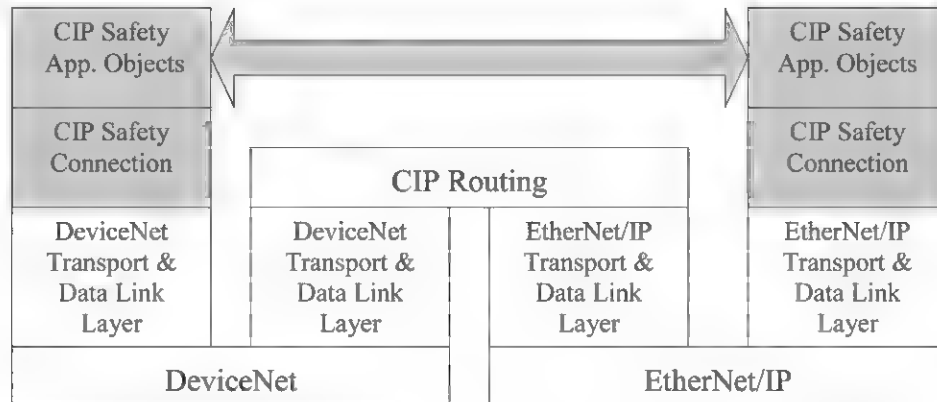 CIP Safety
App. Objects
CIP Safety
App. Objects
CIP Safety
Connection
CIP Safety
Connection
CIP Routing
DeviceNet
Transport &
Data Link
Layer
DeviceNet
Transport &
Data Link
Layer
EtherNet/IP
Transport &
Data Link
Layer
EtherNet/IP
Transport &
Data Link
Layer
DeviceNet
EtherNet/IP